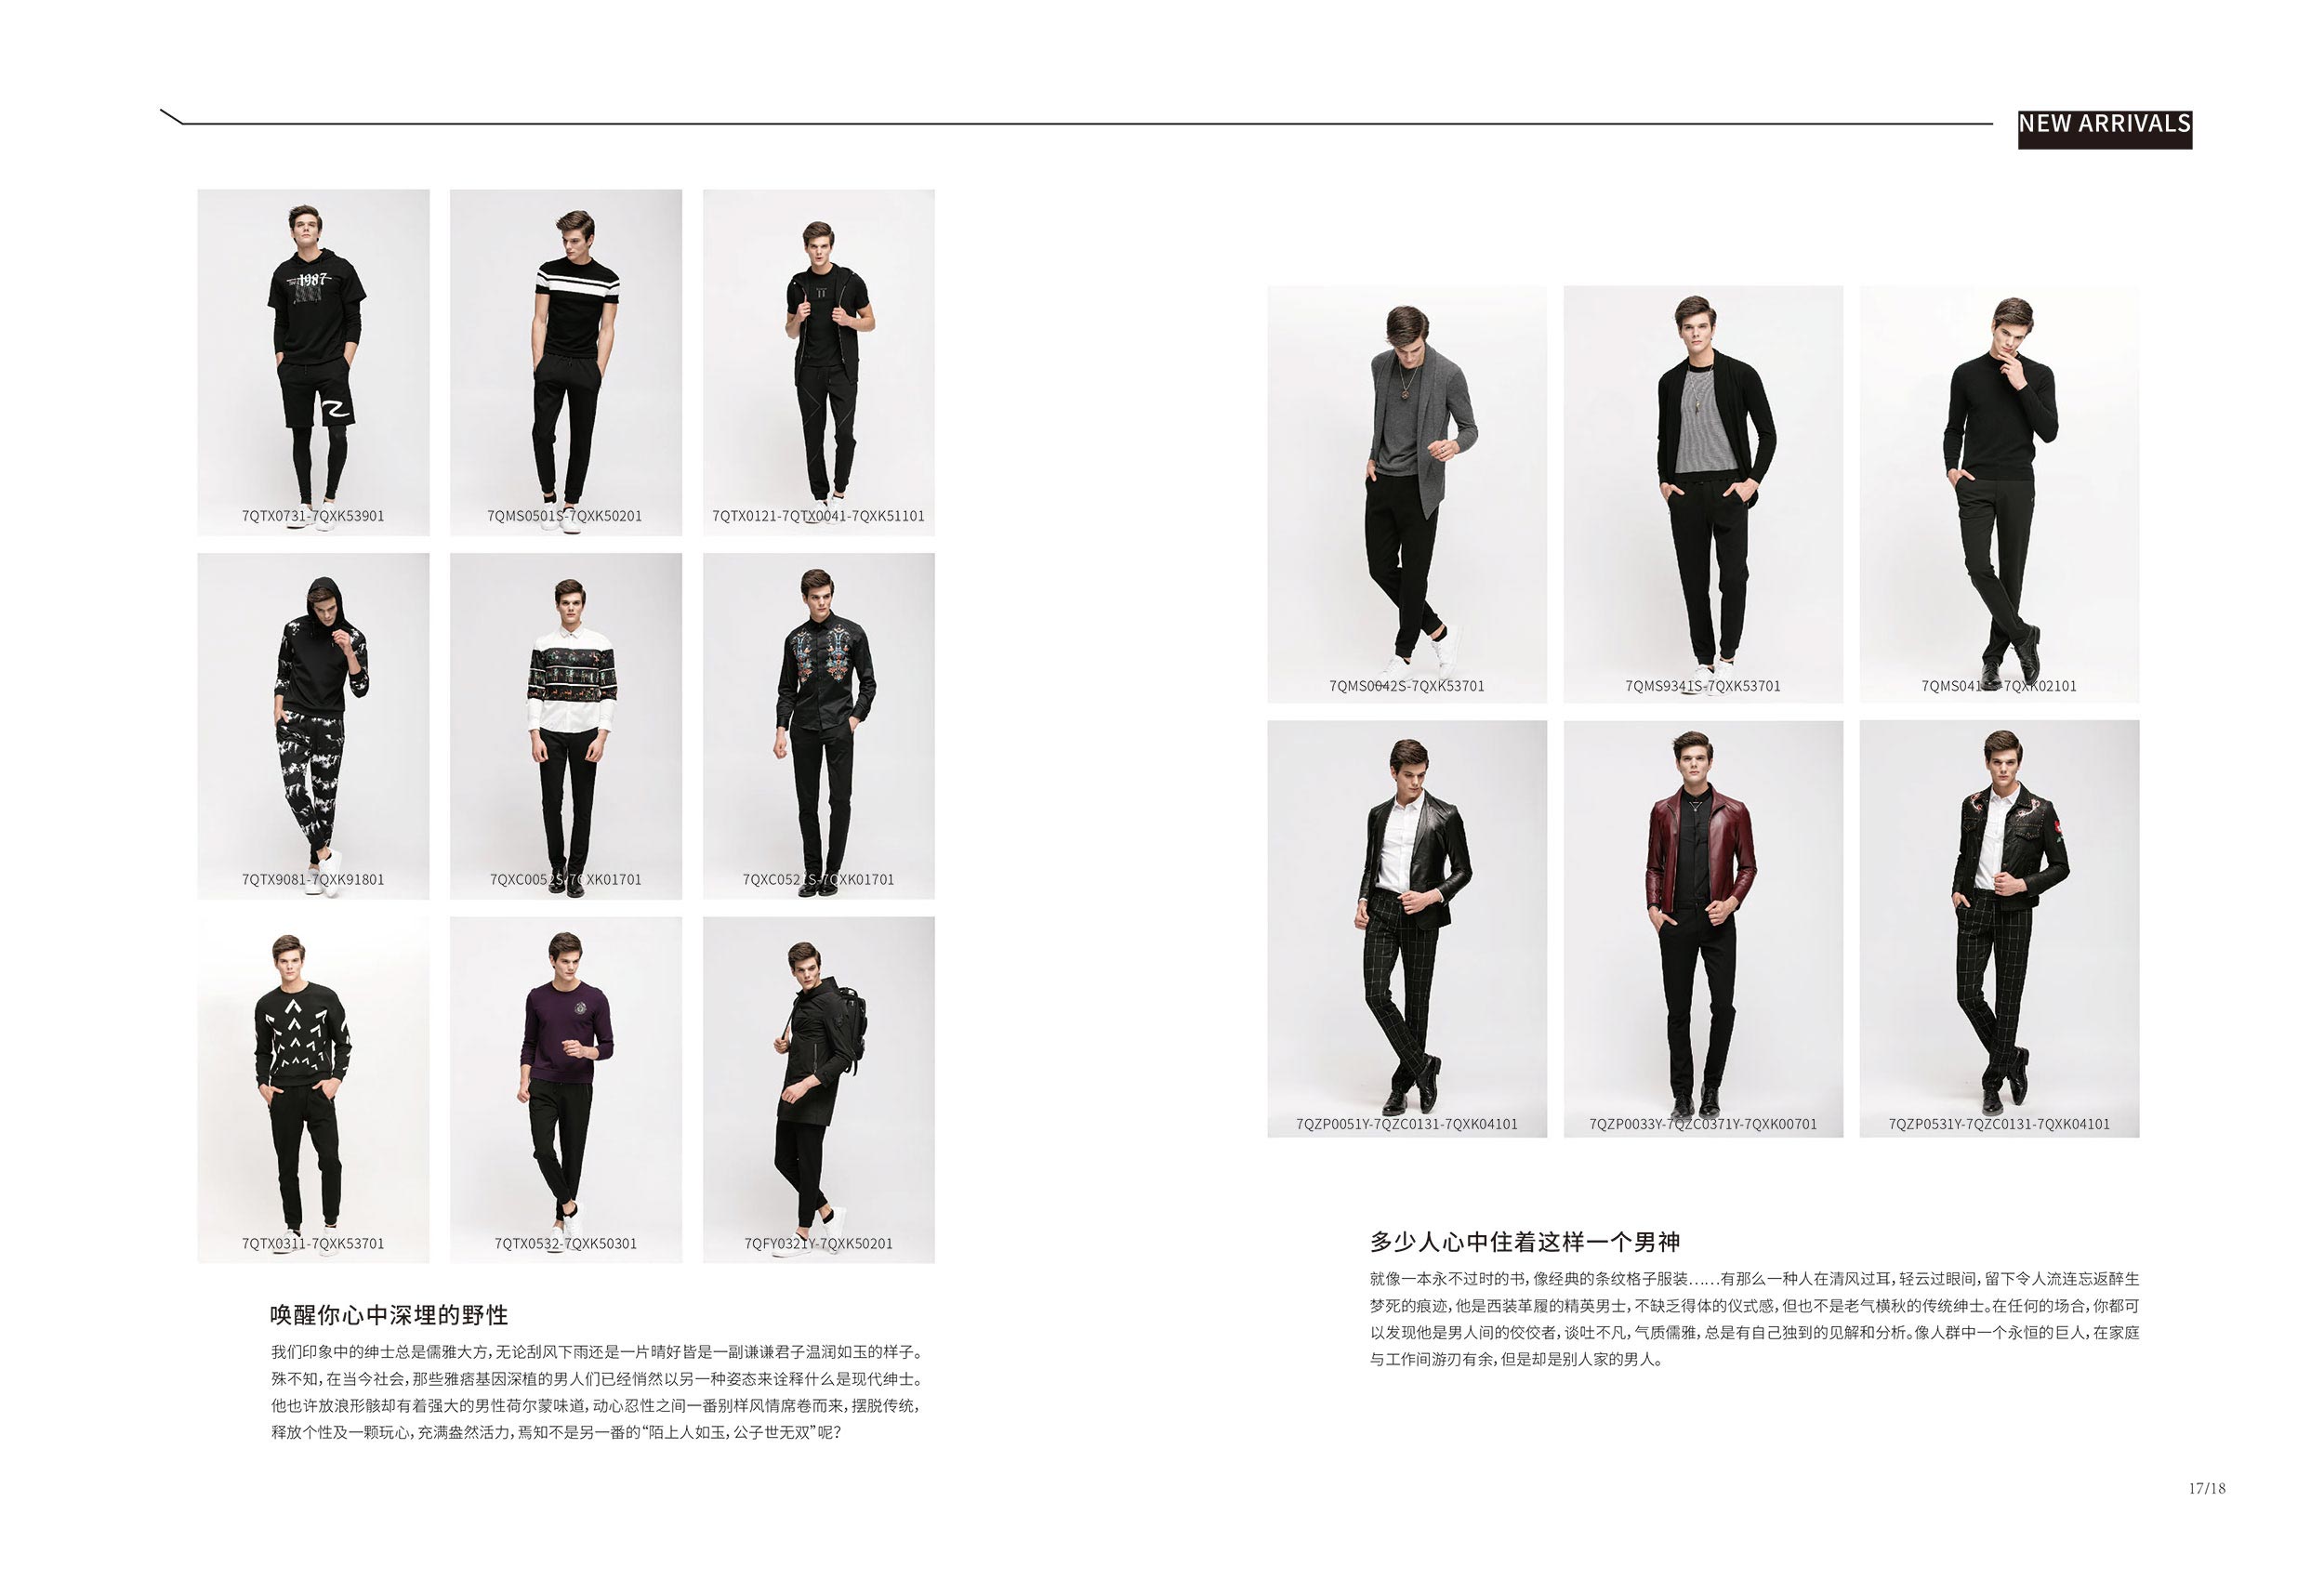 NEW ARRIVALS
1987
7QTX0731-7QXK53901
7QMS0501S-7QXK50201
7QTX0121-7QTX0041-7QXK51101
7QTX9081-7QXK91801
7QXC0052S-7QXK01701
7QXC0521S-7QXK01701
7QTX0311-7QXK53701
7QTX0532-7QXK50301
7QFY0321Y-7QXK50201
唤醒你心中深埋的野性
我们印象中的绅士总是儒雅大方，无论刮风下雨还是一片晴好皆是一副谦谦君子温润如玉的样子。
殊不知，在当今社会，那些雅痞基因深植的男人们已经悄然以另一种姿态来诠释什么是现代绅士。
他也许放浪形骸却有着强大的男性荷尔蒙味道，动心忍性之间一番别样风情席卷而来，摆脱传统，
释放个性及一颗玩心，充满盎然活力，焉知不是另一番的“陌上人如玉，公子世无双”呢？
7QMS0042S-7QXK53701
7QMS9341S-7QXK53701
7QXK02101
7QZP0051Y-7QZC0131-7QXK04101
7QZP0033Y-7QZC0371Y-7QXK00701
7QZP0531Y-7QZC0131-7QXK04101
多少人心中住着这样一个男神
就像一本永不过时的书，像经典的条纹格子服装……有那么一种人在清风过耳，轻云过眼间，留下令人流连忘返醉生
梦死的痕迹，他是西装革履的精英男士，不缺乏得体的仪式感，但也不是老气横秋的传统绅士。在任何的场合，你都可
以发现他是男人间的佼佼者，谈吐不凡，气质儒雅，总是有自己独到的见解和分析。像人群中一个永恒的巨人，在家庭
与工作间游刃有余，但是却是别人家的男人。
17/18